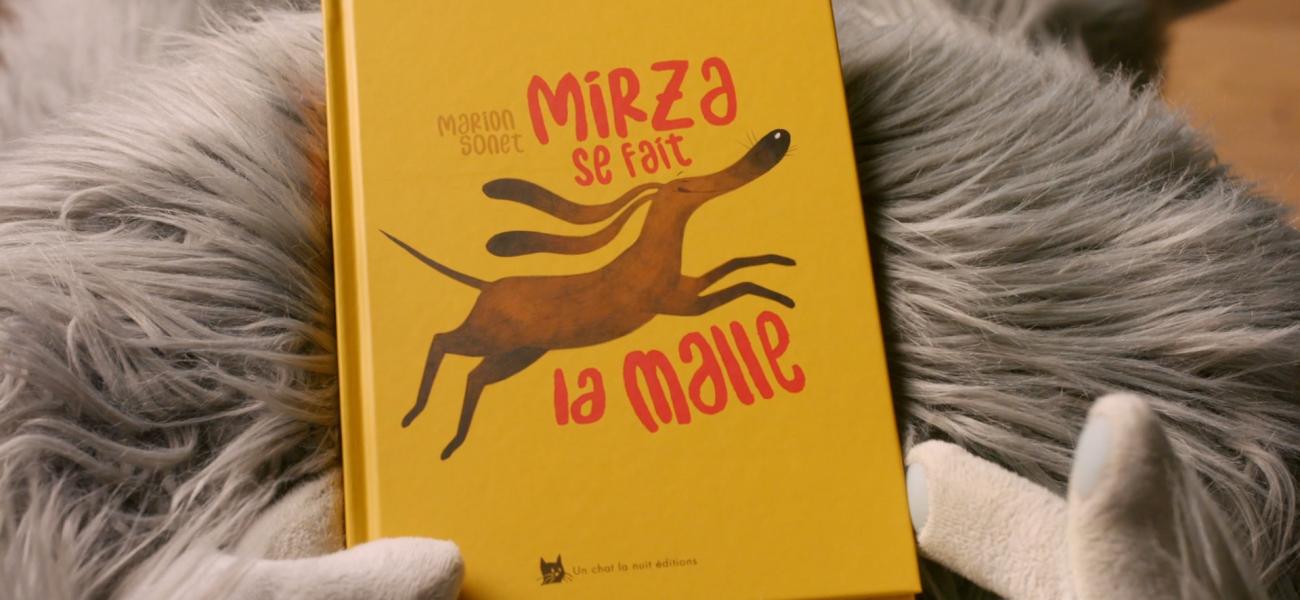 Marion
Sonet
Mirza
se fait
la malle
Un chat la nuit éditions